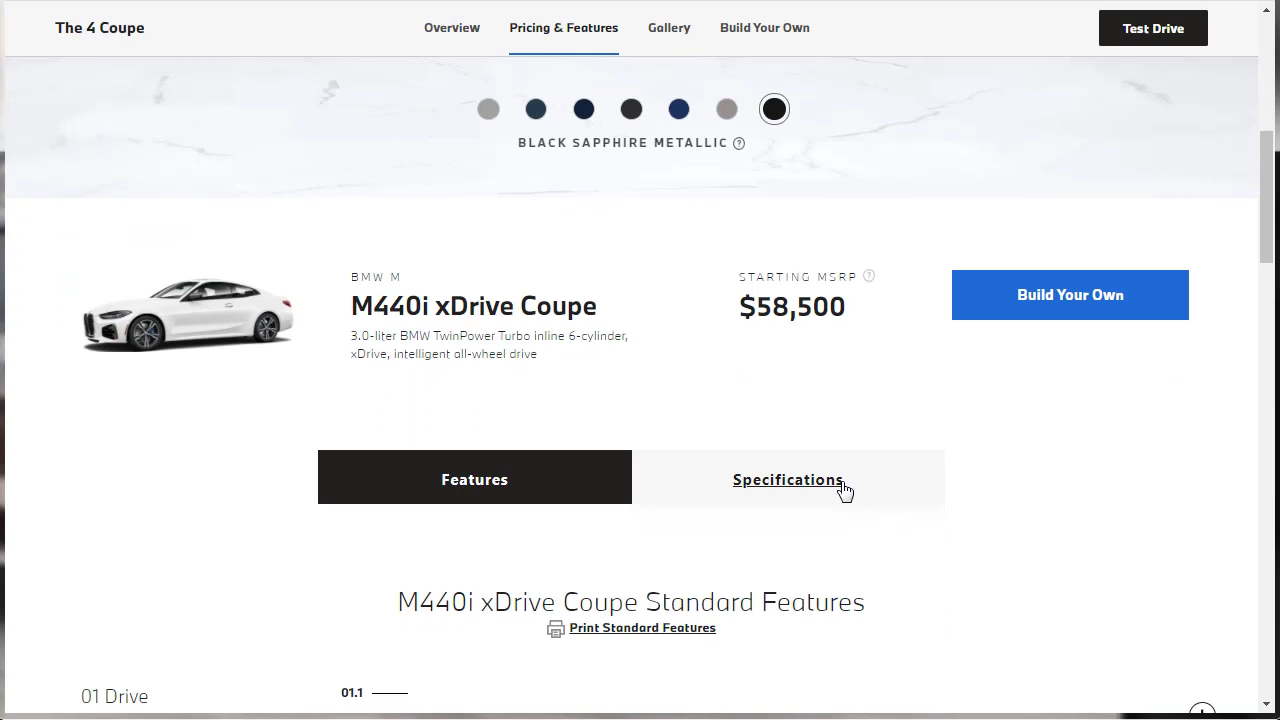 The 4 Coupe
Overview
Pricing & Features
Gallery
Build Your Own
Test Drive
BLACK SAPPHIRE METALLIC ?
BMW M
M440i xDrive Coupe
3.0-liter BMW TwinPower Turbo inline 6-cylinder,
xDrive, intelligent all-wheel drive
STARTING MSRP ?
$58,500
Build Your Own
Features
Specifications
M440i xDrive Coupe Standard Features
Print Standard Features
01 Drive
01.1